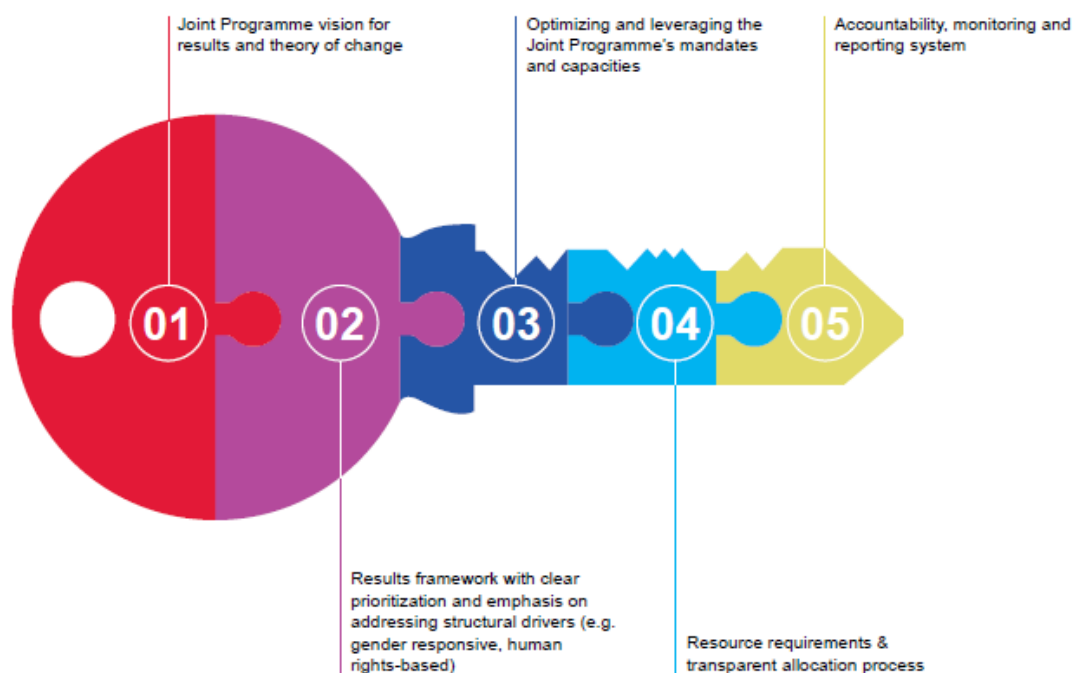 Joint Programme vision for
results and theory of change
Optimizing and leveraging the
Joint Programme's mandates
and capacities
Accountability, monitoring and
reporting system
01
02
03
04
05
Results framework with clear
prioritization and emphasis on
addressing structural drivers (e.g.
gender responsive, human
rights-based)
Resource requirements &
transparent allocation process